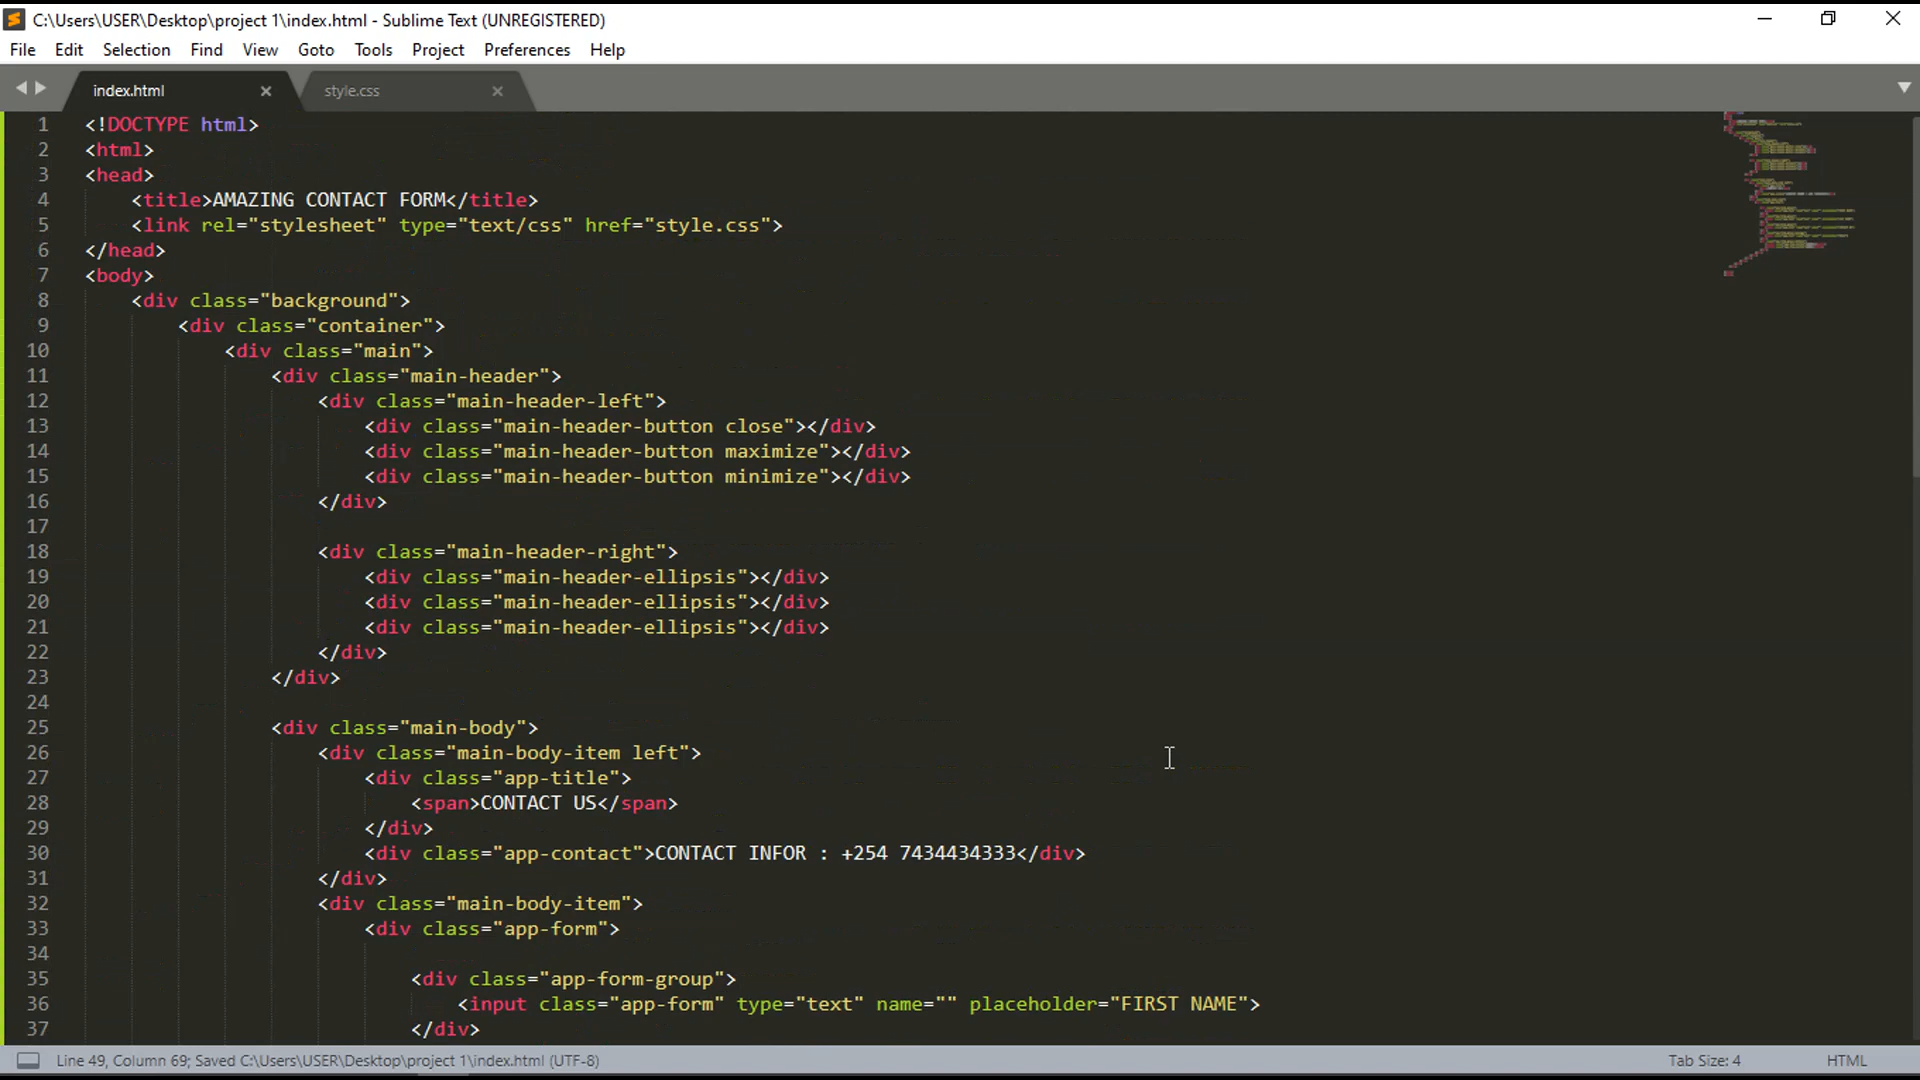 C:\Users\USER\Desktop\project 1\index.html - Sublime Text (UNREGISTERED)
File Edit Selection Find View Goto Tools Project Preferences Help
index.html style.css
1 <!DOCTYPE html>
2 <html>
3 <head>
4 <title>AMAZING CONTACT FORM</title>
5 <link rel="stylesheet" type="text/css" href="style.css">
6 </head>
7 <body>
8 <div class="background">
9 <div class="container">
10 <div class="main">
11 <div class="main-header">
12 <div class="main-header-left">
13 <div class="main-header-button close"></div>
14 <div class="main-header-button maximize"></div>
15 <div class="main-header-button minimize"></div>
16 </div>
17
18 <div class="main-header-right">
19 <div class="main-header-ellipsis"></div>
20 <div class="main-header-ellipsis"></div>
21 <div class="main-header-ellipsis"></div>
22 </div>
23 </div>
24
25 <div class="main-body">
26 <div class="main-body-item left">
27 <div class="app-title">
28 <span>CONTACT US</span>
29 </div>
30 <div class="app-contact">CONTACT INFOR : +254 7434434333</div>
31 </div>
32 <div class="main-body-item">
33 <div class="app-form">
34
35 <div class="app-form-group">
36 <input class="app-form" type="text" name="" placeholder="FIRST NAME">
37 </div>
Line 49, Column 69; Saved C:\Users\USER\Desktop\project 1\index.html (UTF-8) Tab Size: 4 HTML